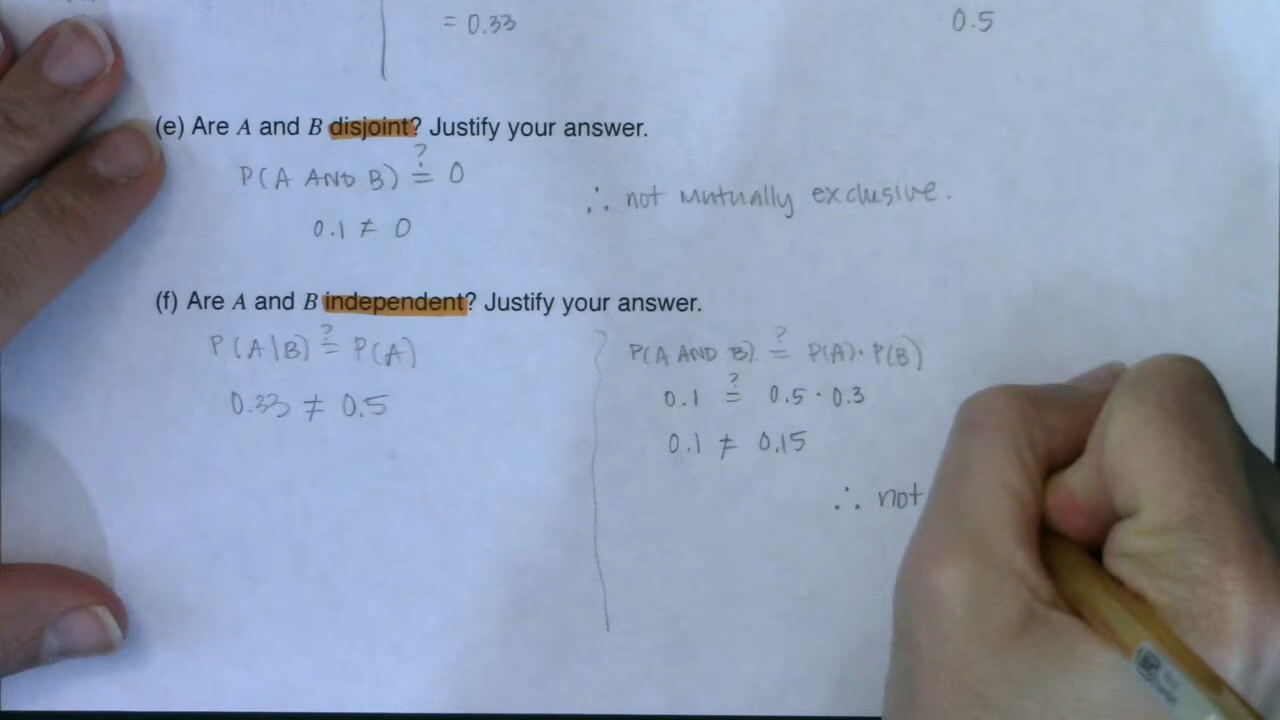 = 0.33
0.5
(e) Are A and B disjoint? Justify your answer.
P(A AND B) ≟ 0
∴ not mutually exclusive.
0.1 ≠ 0
(f) Are A and B independent? Justify your answer.
P(A|B) ≟ P(A)
0.33 ≠ 0.5
P(A AND B). ≟ P(A)· P(B)
0.1 ≟ 0.5 · 0.3
0.1 ≠ 0.15
∴ not